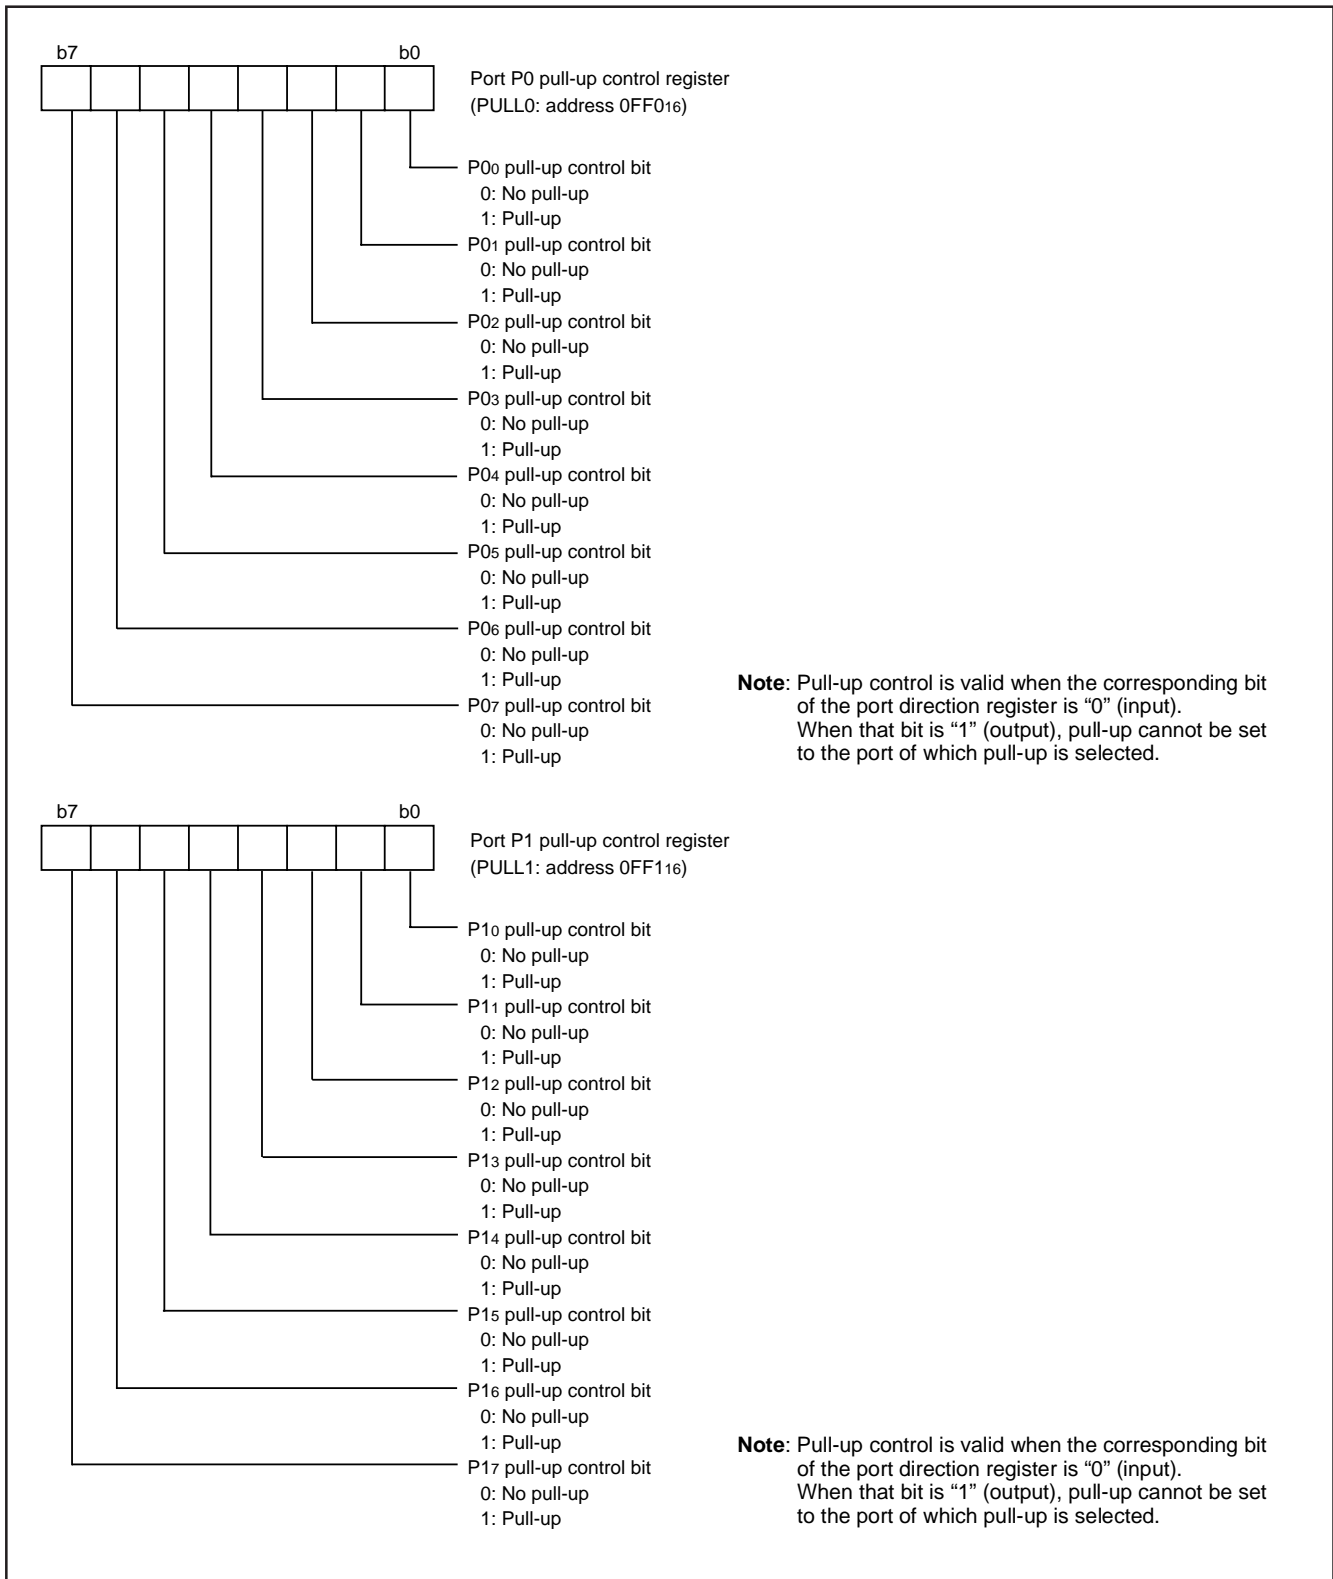 b7 b0
Port P0 pull-up control register
(PULL0: address 0FF016)
P00 pull-up control bit
0: No pull-up
1: Pull-up
P01 pull-up control bit
0: No pull-up
1: Pull-up
P02 pull-up control bit
0: No pull-up
1: Pull-up
P03 pull-up control bit
0: No pull-up
1: Pull-up
P04 pull-up control bit
0: No pull-up
1: Pull-up
P05 pull-up control bit
0: No pull-up
1: Pull-up
P06 pull-up control bit
0: No pull-up
1: Pull-up
P07 pull-up control bit
0: No pull-up
1: Pull-up
Note: Pull-up control is valid when the corresponding bit
of the port direction register is “0” (input).
When that bit is “1” (output), pull-up cannot be set
to the port of which pull-up is selected.
b7 b0
Port P1 pull-up control register
(PULL1: address 0FF116)
P10 pull-up control bit
0: No pull-up
1: Pull-up
P11 pull-up control bit
0: No pull-up
1: Pull-up
P12 pull-up control bit
0: No pull-up
1: Pull-up
P13 pull-up control bit
0: No pull-up
1: Pull-up
P14 pull-up control bit
0: No pull-up
1: Pull-up
P15 pull-up control bit
0: No pull-up
1: Pull-up
P16 pull-up control bit
0: No pull-up
1: Pull-up
P17 pull-up control bit
0: No pull-up
1: Pull-up
Note: Pull-up control is valid when the corresponding bit
of the port direction register is “0” (input).
When that bit is “1” (output), pull-up cannot be set
to the port of which pull-up is selected.